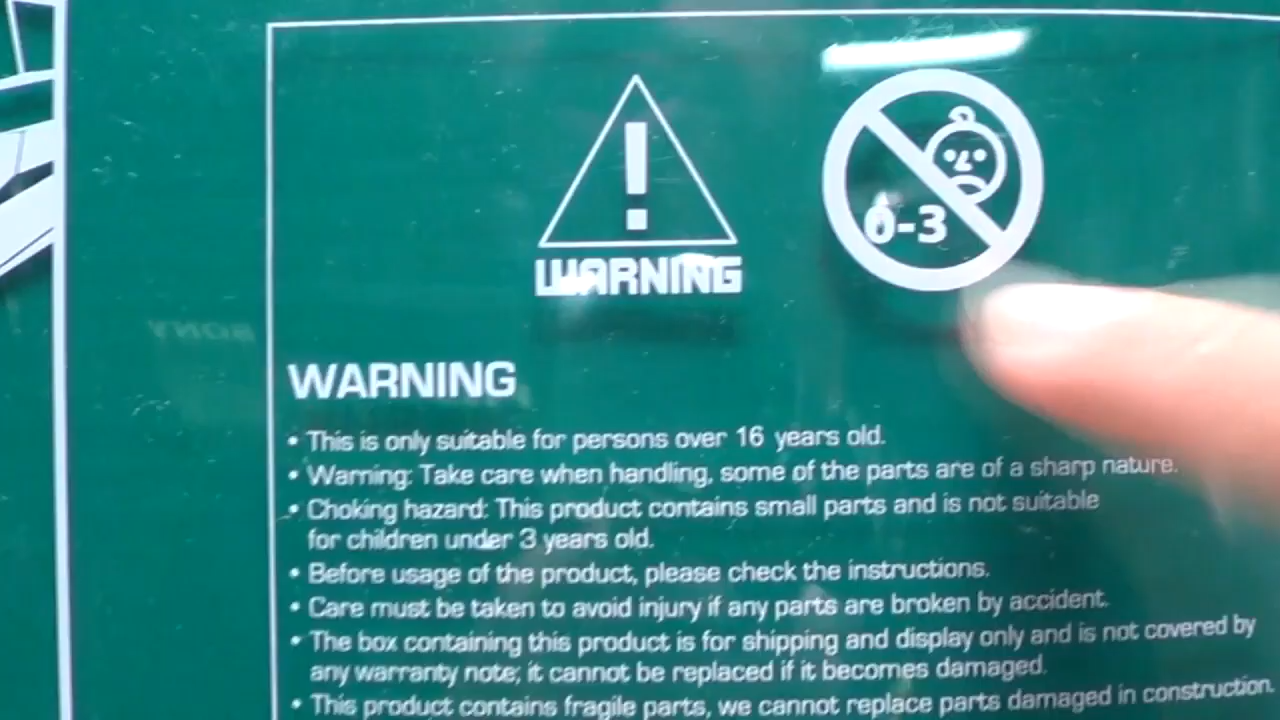 WARNING
0-3
SONY
WARNING
• This is only suitable for persons over 16 years old.
• Warning: Take care when handling, some of the parts are of a sharp nature.
• Choking hazard: This product contains small parts and is not suitable
for children under 3 years old.
• Before usage of the product, please check the instructions.
• Care must be taken to avoid injury if any parts are broken by accident.
• The box containing this product is for shipping and display only and is not covered by
any warranty note; it cannot be replaced if it becomes damaged.
• This product contains fragile parts, we cannot replace parts damaged in construction.